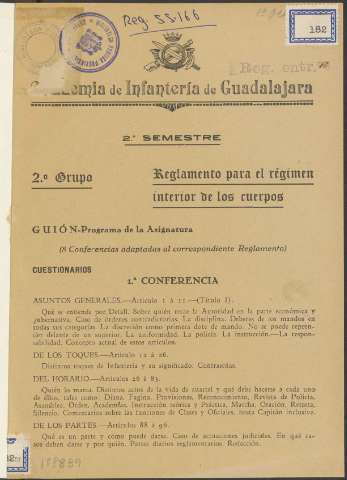 Reg 55-166
182
Reg. entr.
Academia de Infantería de Guadalajara
2.º SEMESTRE
2.º Grupo
Reglamento para el régimen
interior de los cuerpos
GUIÓN-Programa de la Asignatura
(8 Conferencias adaptadas al correspondiente Reglamento)
CUESTIONARIOS
1.ª CONFERENCIA
ASUNTOS GENERALES.—Artículo 1 a 11—(Título I).
Qué se entiende por Detall. Sobre quién recae la Autoridad en la parte económica y
gubernativa. Caso de órdenes contradictorias. La disciplina. Deberes de los mandos en
todas sus categorías. La discreción como primera dote de mando. No se puede repren-
der delante de un superior. La uniformidad. La policía. La instrucción.—La respon-
sabilidad. Concepto actual de estos artículos.
DE LOS TOQUES.—Artículo 12 a 26.
Distintos toques de Infantería y su significado. Contraseñas.
DEL HORARIO.—Artículos 26 a 83.
Quién los marca. Distintos actos de la vida de cuartel y qué debe hacerse a cada uno
de ellos, tales como: Diana, Fagina, Provisiones, Reconocimiento, Revista de Policía,
Asamblea, Orden, Academias, Instrucción teórica y práctica, Marcha, Oración, Retreta,
Silencio. Comentarios sobre las funciones de Clases y Oficiales, hasta Capitán inclusive.
DE LOS PARTES.—Artículos 88 a 96.
Qué es un parte y cómo puede darse. Caso de actuaciones judiciales. En qué ca-
sos deben darse y por quién. Partes diarios reglamentarios. Redacción.